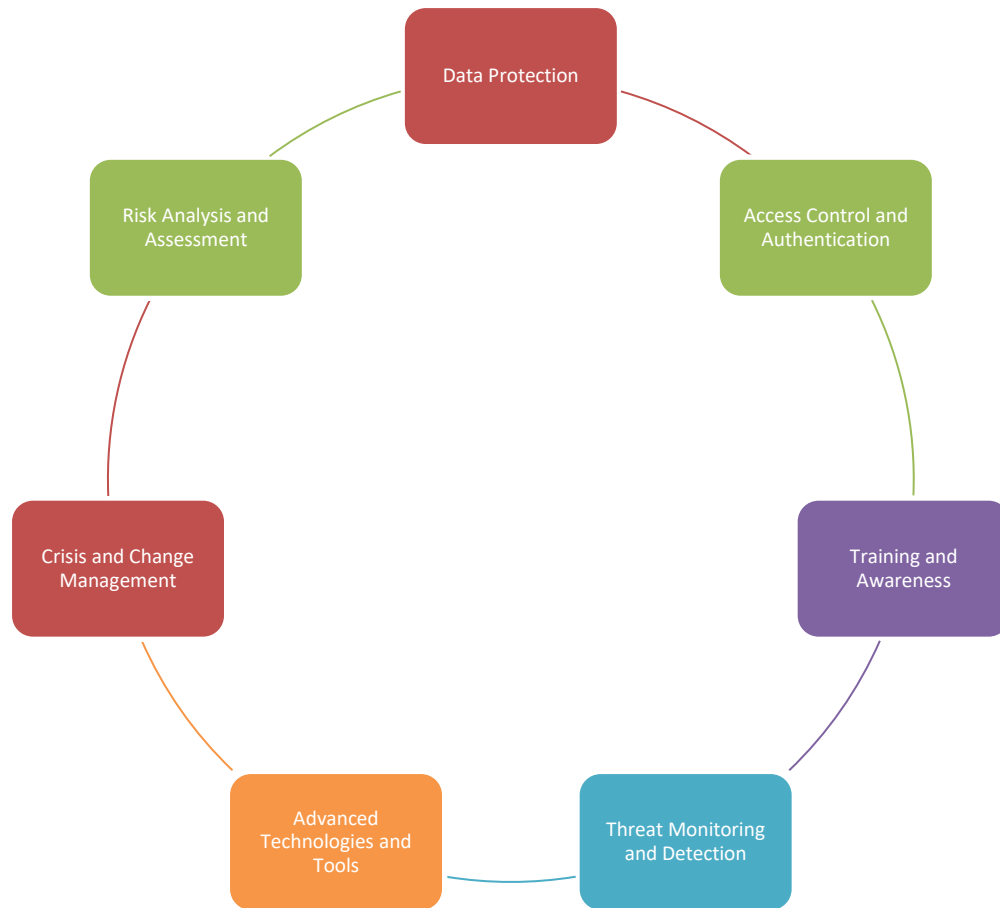 Data Protection
Access Control and
Authentication
Training and
Awareness
Threat Monitoring
and Detection
Advanced
Technologies and
Tools
Crisis and Change
Management
Risk Analysis and
Assessment